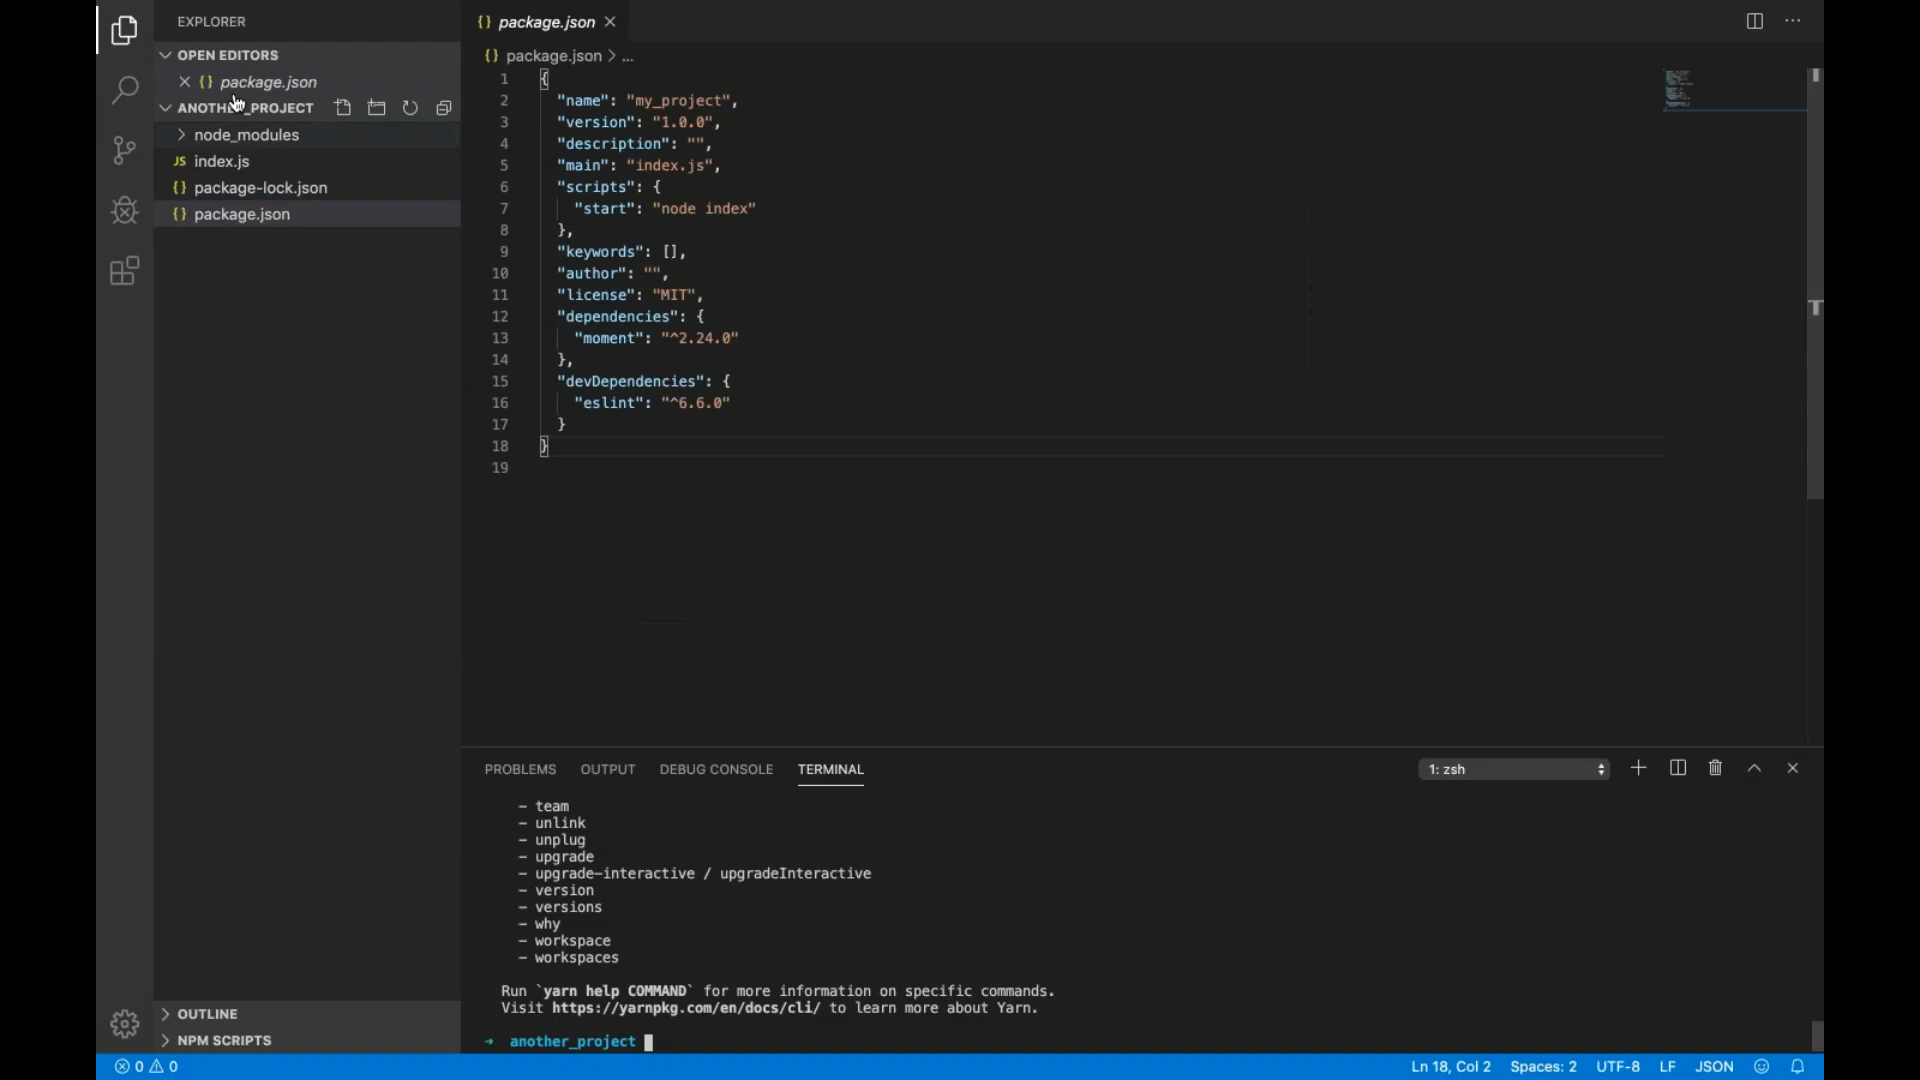 EXPLORER
OPEN EDITORS
package.json
ANOTHER_PROJECT
node_modules
JS index.js
{} package-lock.json
{} package.json
OUTLINE
NPM SCRIPTS
{} package.json
{} package.json > ...
1 {
2 "name": "my_project",
3 "version": "1.0.0",
4 "description": "",
5 "main": "index.js",
6 "scripts": {
7 "start": "node index"
8 },
9 "keywords": [],
10 "author": "",
11 "license": "MIT",
12 "dependencies": {
13 "moment": "^2.24.0"
14 },
15 "devDependencies": {
16 "eslint": "^6.6.0"
17 }
18 }
19
PROBLEMS OUTPUT DEBUG CONSOLE TERMINAL 1: zsh
- team
- unlink
- unplug
- upgrade
- upgrade-interactive / upgradeInteractive
- version
- versions
- why
- workspace
- workspaces
Run `yarn help COMMAND` for more information on specific commands.
Visit https://yarnpkg.com/en/docs/cli/ to learn more about Yarn.
→ another_project
0 0 Ln 18, Col 2 Spaces: 2 UTF-8 LF JSON